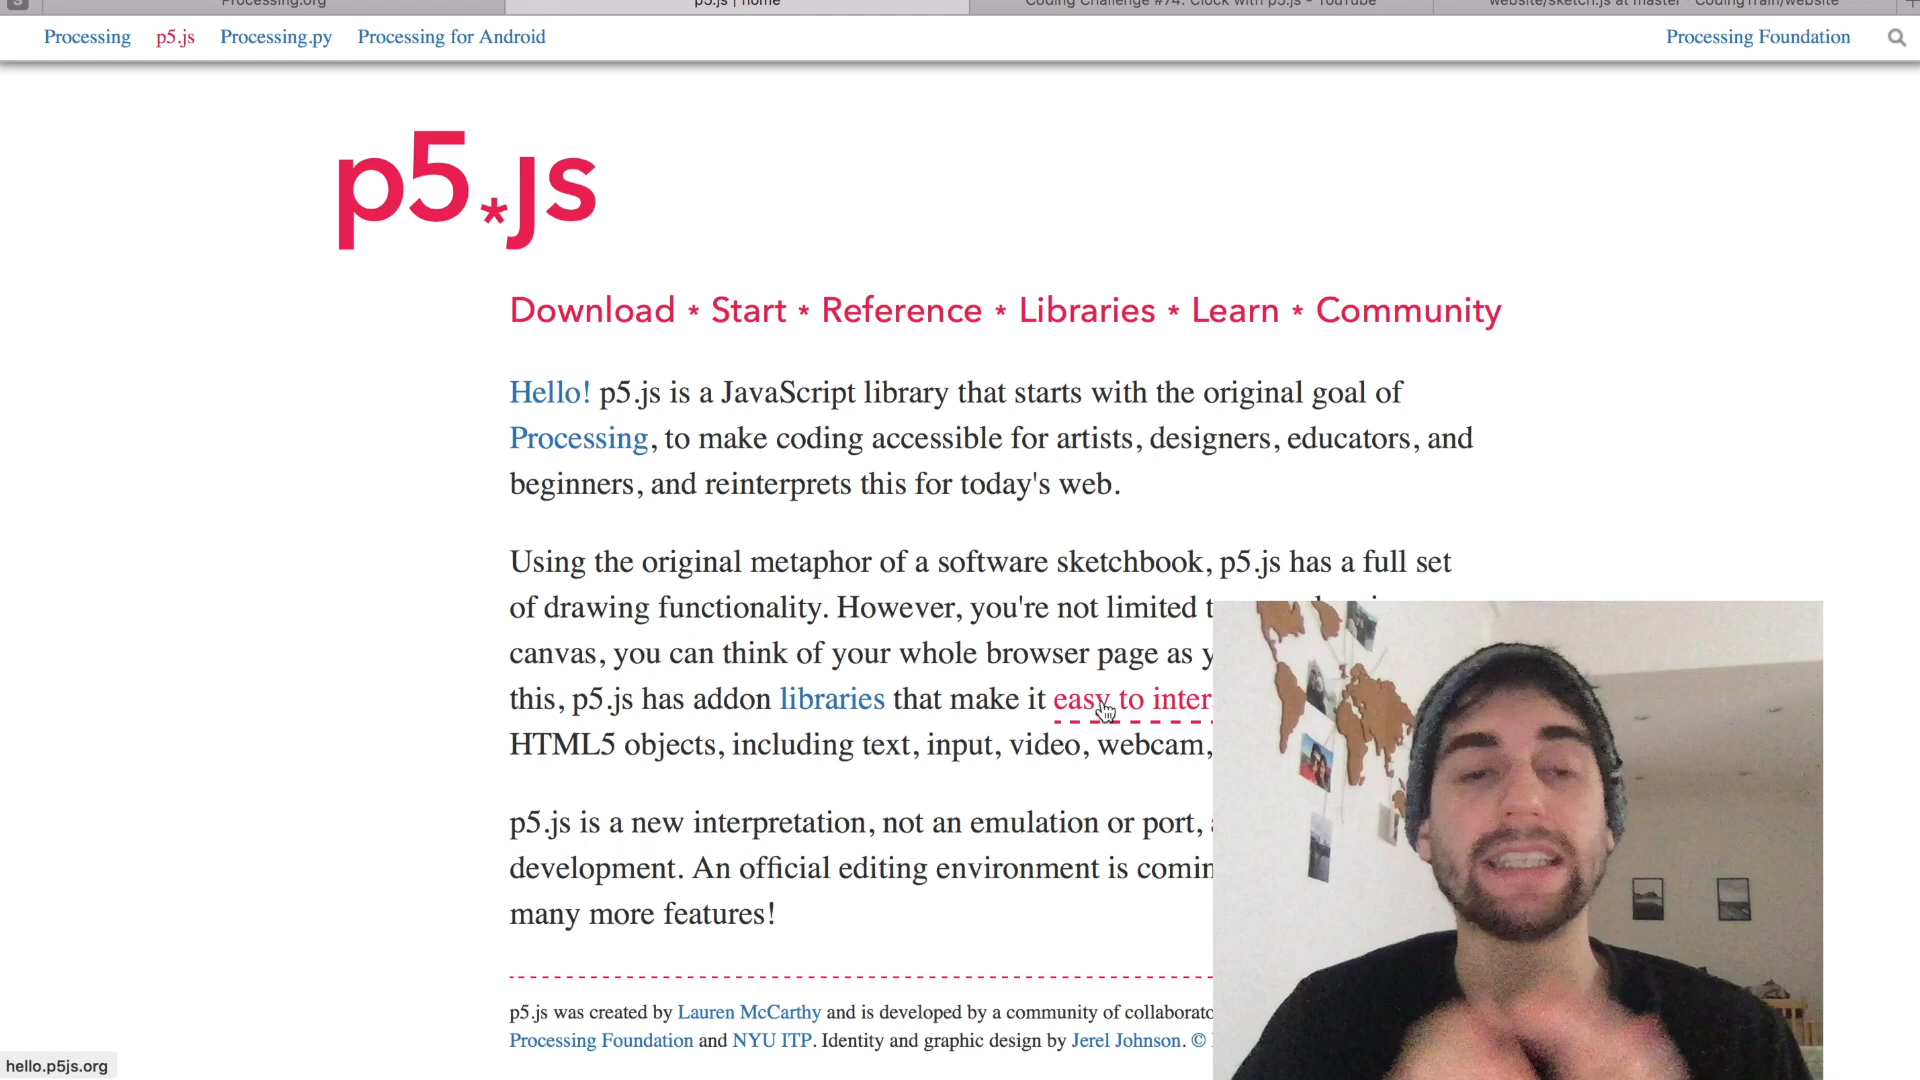 Processing.org
p5.js | home
Coding Challenge #74: Clock with p5.js - YouTube
website/sketch.js at master · CodingTrain/website
Processing p5.js Processing.py Processing for Android Processing Foundation
p5.js
Download * Start * Reference * Libraries * Learn * Community
Hello! p5.js is a JavaScript library that starts with the original goal of
Processing, to make coding accessible for artists, designers, educators, and
beginners, and reinterprets this for today's web.
Using the original metaphor of a software sketchbook, p5.js has a full set
of drawing functionality. However, you're not limited
canvas, you can think of your whole browser page as
this, p5.js has addon libraries that make it easy to
HTML5 objects, including text, input, video, webcam,
p5.js is a new interpretation, not an emulation or port,
development. An official editing environment is
many more features!
p5.js was created by Lauren McCarthy and is developed by a community of
Processing Foundation and NYU ITP. Identity and graphic design by Jerel Johnson. ©
hello.p5js.org